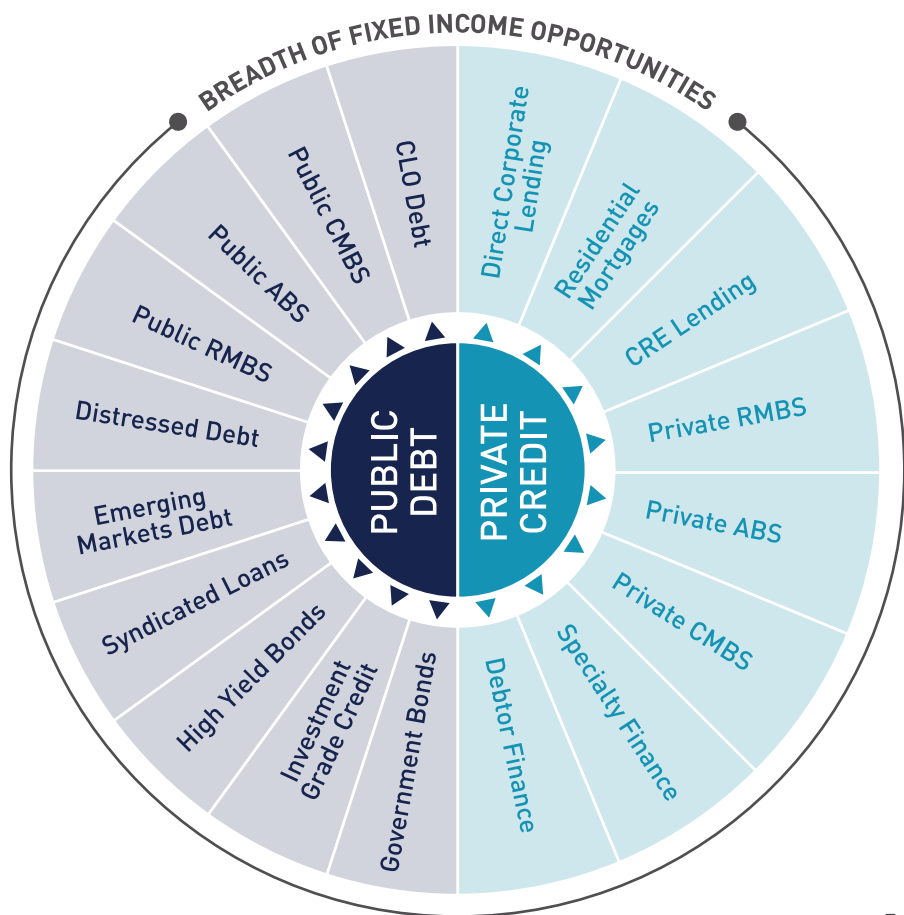 BREADTH OF FIXED INCOME OPPORTUNITIES
PUBLIC
DEBT
PRIVATE
CREDIT
Direct Corporate
Lending
Residential
Mortgages
CRE Lending
Private RMBS
Private ABS
Private CMBS
Specialty Finance
Debtor Finance
Government Bonds
Investment
Grade Credit
High Yield Bonds
Syndicated Loans
Emerging
Markets Debt
Distressed Debt
Public RMBS
Public ABS
Public CMBS
CLO Debt